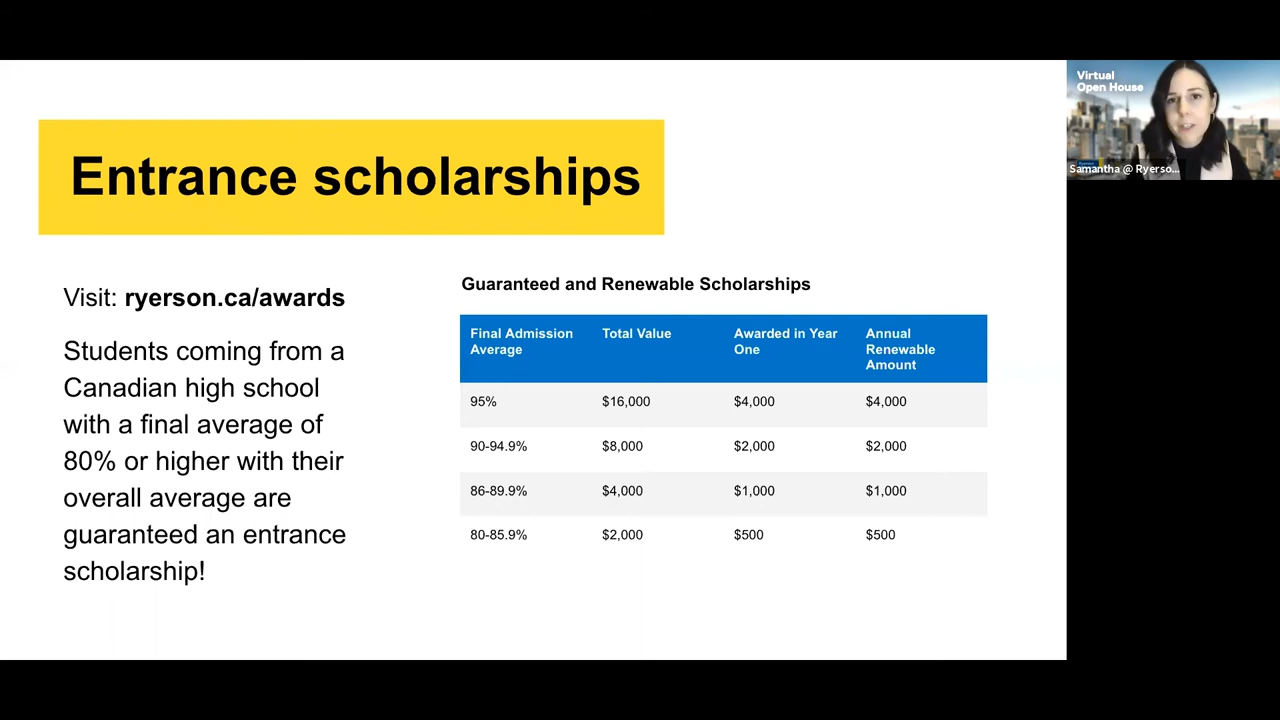 Entrance scholarships
Visit: ryerson.ca/awards
Students coming from a
Canadian high school
with a final average of
80% or higher with their
overall average are
guaranteed an entrance
scholarship!
Guaranteed and Renewable Scholarships
Final Admission Average Total Value Awarded in Year One Annual Renewable Amount
95% $16,000 $4,000 $4,000
90-94.9% $8,000 $2,000 $2,000
86-89.9% $4,000 $1,000 $1,000
80-85.9% $2,000 $500 $500
Virtual
Open House
Samantha @ Ryerso...